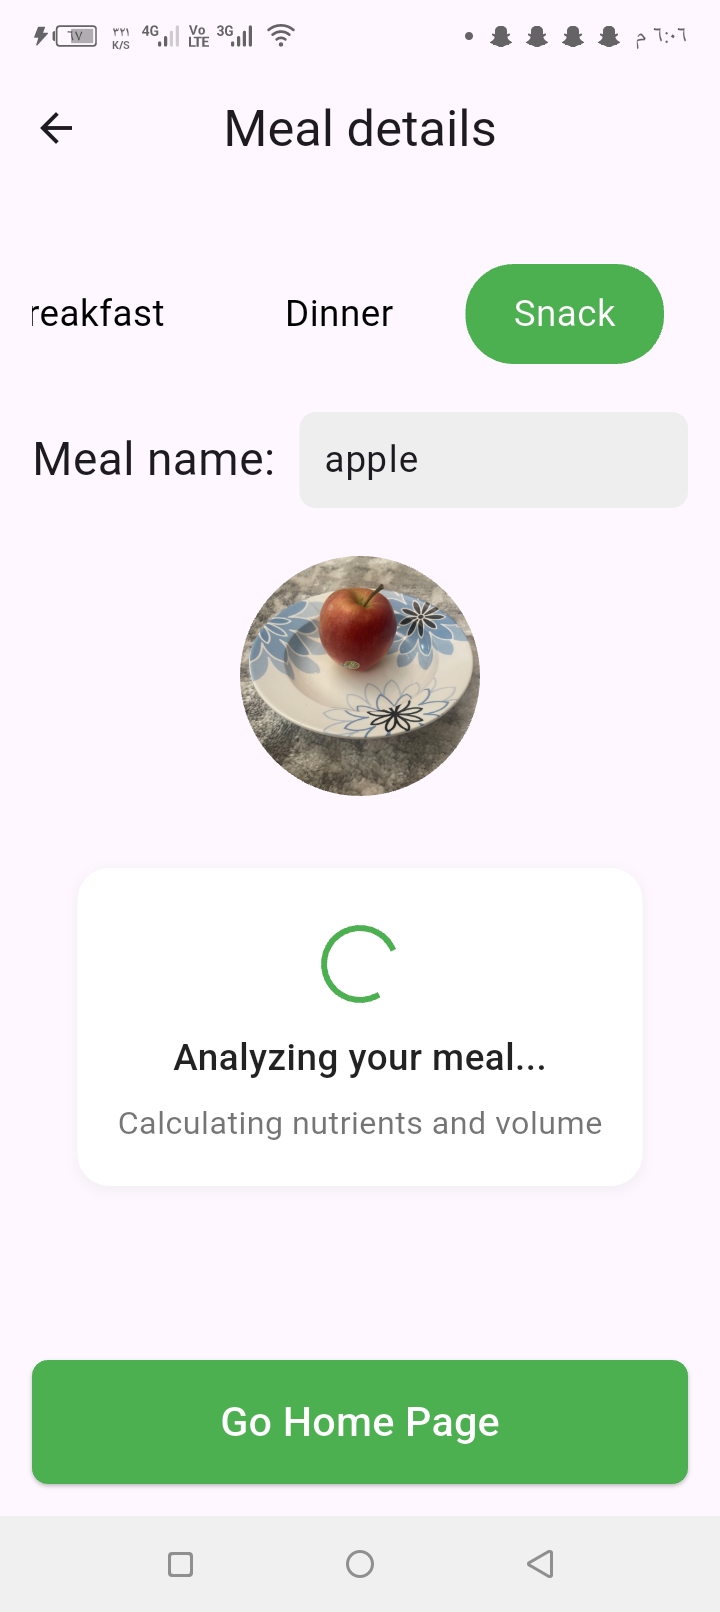 ٦٧ ٣٢١ K/S 4G Vo LTE 3G ٦:٠٦ م
Meal details
reakfast Dinner Snack
Meal name: apple
Analyzing your meal...
Calculating nutrients and volume
Go Home Page